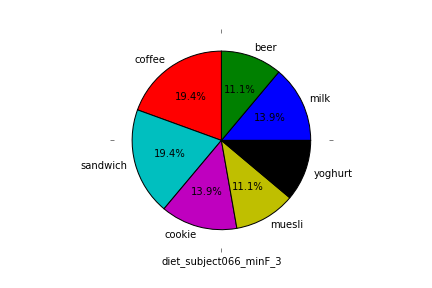 beer
coffee
milk
11.1%
19.4%
13.9%
19.4%
sandwich
yoghurt
13.9%
11.1%
muesli
cookie
diet_subject066_minF_3